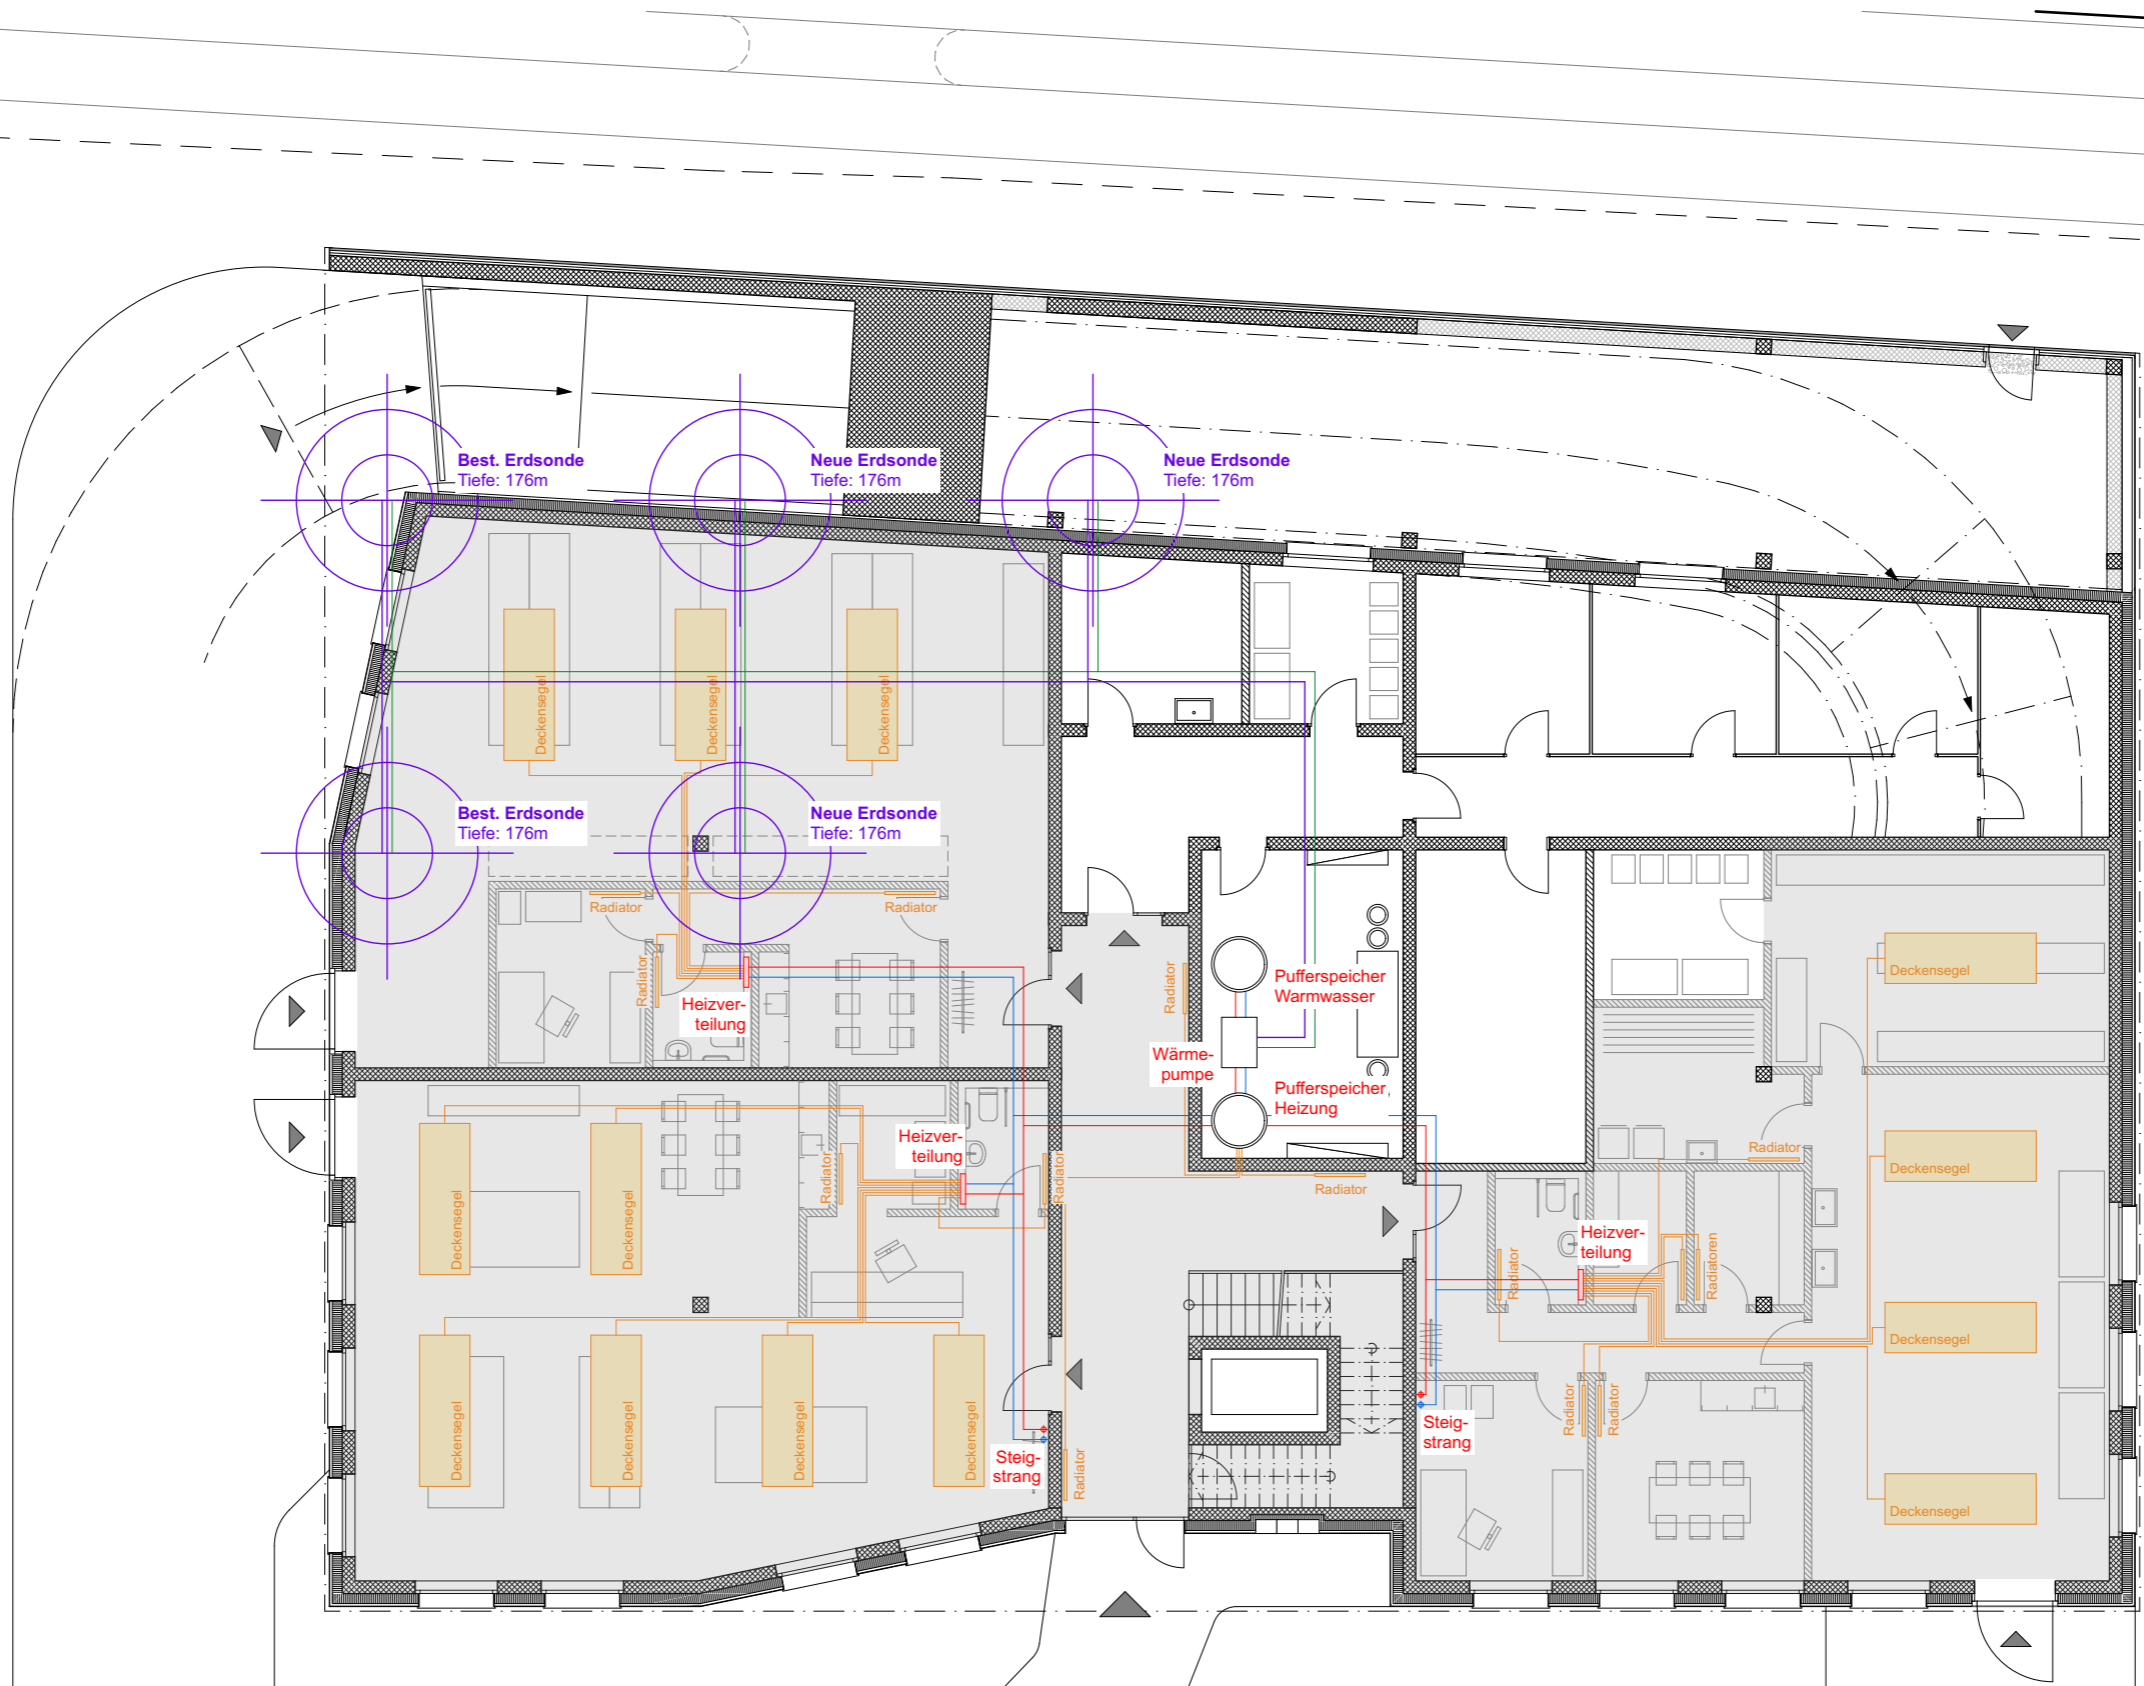 Best. Erdsonde
Tiefe: 176m
Neue Erdsonde
Tiefe: 176m
Neue Erdsonde
Tiefe: 176m
Deckensegel
Deckensegel
Deckensegel
Best. Erdsonde
Tiefe: 176m
Neue Erdsonde
Tiefe: 176m
Radiator
Radiator
Radiator
Heizver-
teilung
Radiator
Pufferspeicher
Warmwasser
Wärme-
pumpe
Pufferspeicher
Heizung
Deckensegel
Heizver-
teilung
Radiator
Radiator
Radiator
Radiator
Deckensegel
Deckensegel
Deckensegel
Heizver-
teilung
Radiator
Radiatoren
Deckensegel
Deckensegel
Deckensegel
Deckensegel
Deckensegel
Steig-
strang
Radiator
Steig-
strang
Radiator
Radiator
Deckensegel